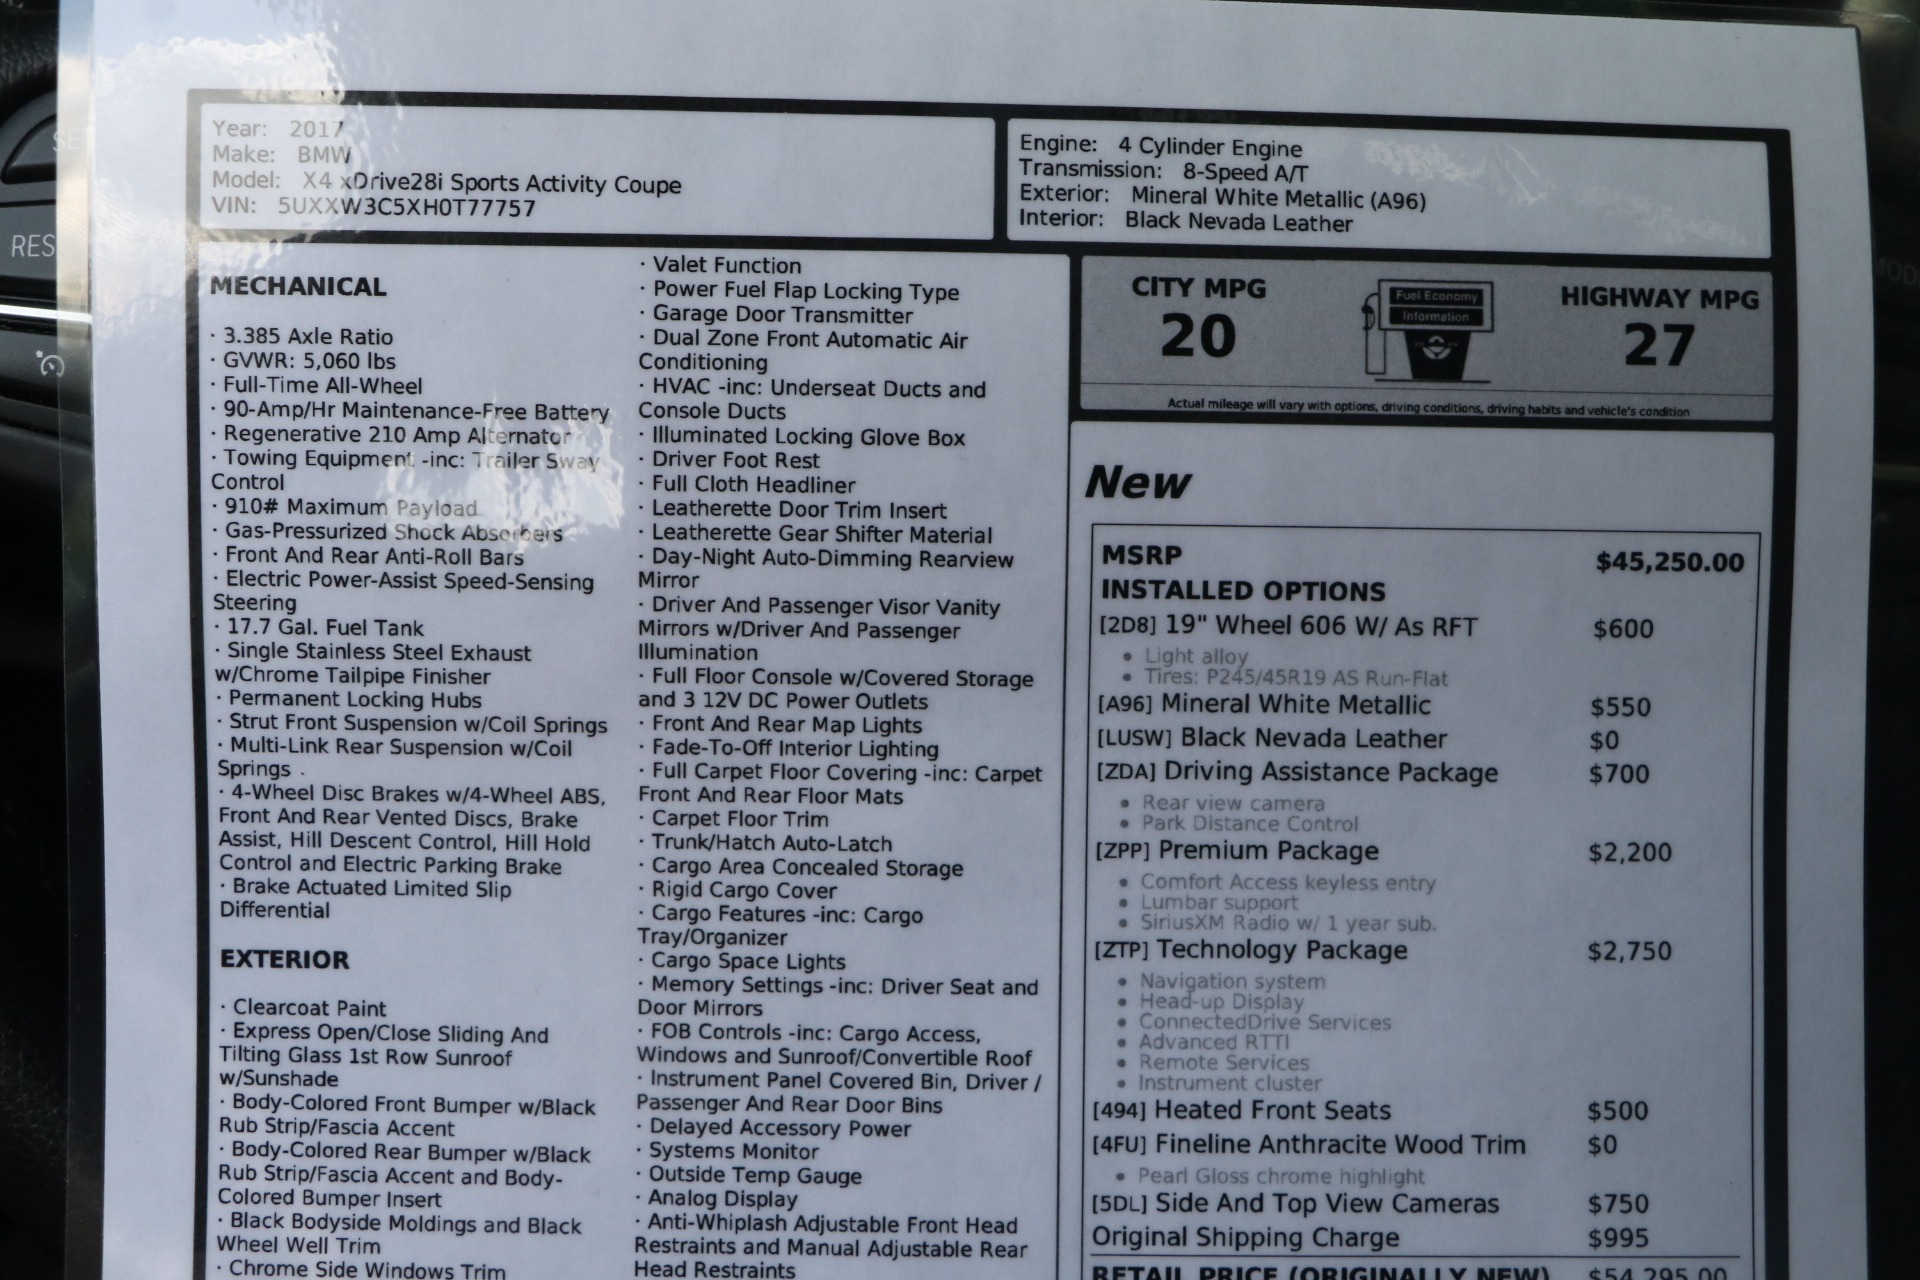 Year: 2017
Make: BMW
Model: X4 xDrive28i Sports Activity Coupe
VIN: 5UXXW3C5XH0T77757
Engine: 4 Cylinder Engine
Transmission: 8-Speed A/T
Exterior: Mineral White Metallic (A96)
Interior: Black Nevada Leather
MECHANICAL
· 3.385 Axle Ratio
· GVWR: 5,060 lbs
· Full-Time All-Wheel
· 90-Amp/Hr Maintenance-Free Battery
· Regenerative 210 Amp Alternator
· Towing Equipment -inc: Trailer Sway
Control
· 910# Maximum Payload
· Gas-Pressurized Shock Absorbers
· Front And Rear Anti-Roll Bars
· Electric Power-Assist Speed-Sensing
Steering
· 17.7 Gal. Fuel Tank
· Single Stainless Steel Exhaust
w/Chrome Tailpipe Finisher
· Permanent Locking Hubs
· Strut Front Suspension w/Coil Springs
· Multi-Link Rear Suspension w/Coil
Springs
· 4-Wheel Disc Brakes w/4-Wheel ABS,
Front And Rear Vented Discs, Brake
Assist, Hill Descent Control, Hill Hold
Control and Electric Parking Brake
· Brake Actuated Limited Slip
Differential
EXTERIOR
· Clearcoat Paint
· Express Open/Close Sliding And
Tilting Glass 1st Row Sunroof
w/Sunshade
· Body-Colored Front Bumper w/Black
Rub Strip/Fascia Accent
· Body-Colored Rear Bumper w/Black
Rub Strip/Fascia Accent and Body-
Colored Bumper Insert
· Black Bodyside Moldings and Black
Wheel Well Trim
· Chrome Side Windows Trim
· Valet Function
· Power Fuel Flap Locking Type
· Garage Door Transmitter
· Dual Zone Front Automatic Air
Conditioning
· HVAC -inc: Underseat Ducts and
Console Ducts
· Illuminated Locking Glove Box
· Driver Foot Rest
· Full Cloth Headliner
· Leatherette Door Trim Insert
· Leatherette Gear Shifter Material
· Day-Night Auto-Dimming Rearview
Mirror
· Driver And Passenger Visor Vanity
Mirrors w/Driver And Passenger
Illumination
· Full Floor Console w/Covered Storage
and 3 12V DC Power Outlets
· Front And Rear Map Lights
· Fade-To-Off Interior Lighting
· Full Carpet Floor Covering -inc: Carpet
Front And Rear Floor Mats
· Carpet Floor Trim
· Trunk/Hatch Auto-Latch
· Cargo Area Concealed Storage
· Rigid Cargo Cover
· Cargo Features -inc: Cargo
Tray/Organizer
· Cargo Space Lights
· Memory Settings -inc: Driver Seat and
Door Mirrors
· FOB Controls -inc: Cargo Access,
Windows and Sunroof/Convertible Roof
· Instrument Panel Covered Bin, Driver /
Passenger And Rear Door Bins
· Delayed Accessory Power
· Systems Monitor
· Outside Temp Gauge
· Analog Display
· Anti-Whiplash Adjustable Front Head
Restraints and Manual Adjustable Rear
Head Restraints
CITY MPG
20
Fuel Economy
Information
HIGHWAY MPG
27
Actual mileage will vary with options, driving conditions, driving habits and vehicle's condition
New
MSRP $45,250.00
INSTALLED OPTIONS
[2D8] 19" Wheel 606 W/ As RFT $600
• Light alloy
• Tires: P245/45R19 AS Run-Flat
[A96] Mineral White Metallic $550
[LUSW] Black Nevada Leather $0
[ZDA] Driving Assistance Package $700
• Rear view camera
• Park Distance Control
[ZPP] Premium Package $2,200
• Comfort Access keyless entry
• Lumbar support
• SiriusXM Radio w/ 1 year sub.
[ZTP] Technology Package $2,750
• Navigation system
• Head-up Display
• ConnectedDrive Services
• Advanced RTTI
• Remote Services
• Instrument cluster
[494] Heated Front Seats $500
[4FU] Fineline Anthracite Wood Trim $0
• Pearl Gloss chrome highlight
[5DL] Side And Top View Cameras $750
Original Shipping Charge $995
RETAIL PRICE (ORIGINALLY NEW) $54,295.00
RES